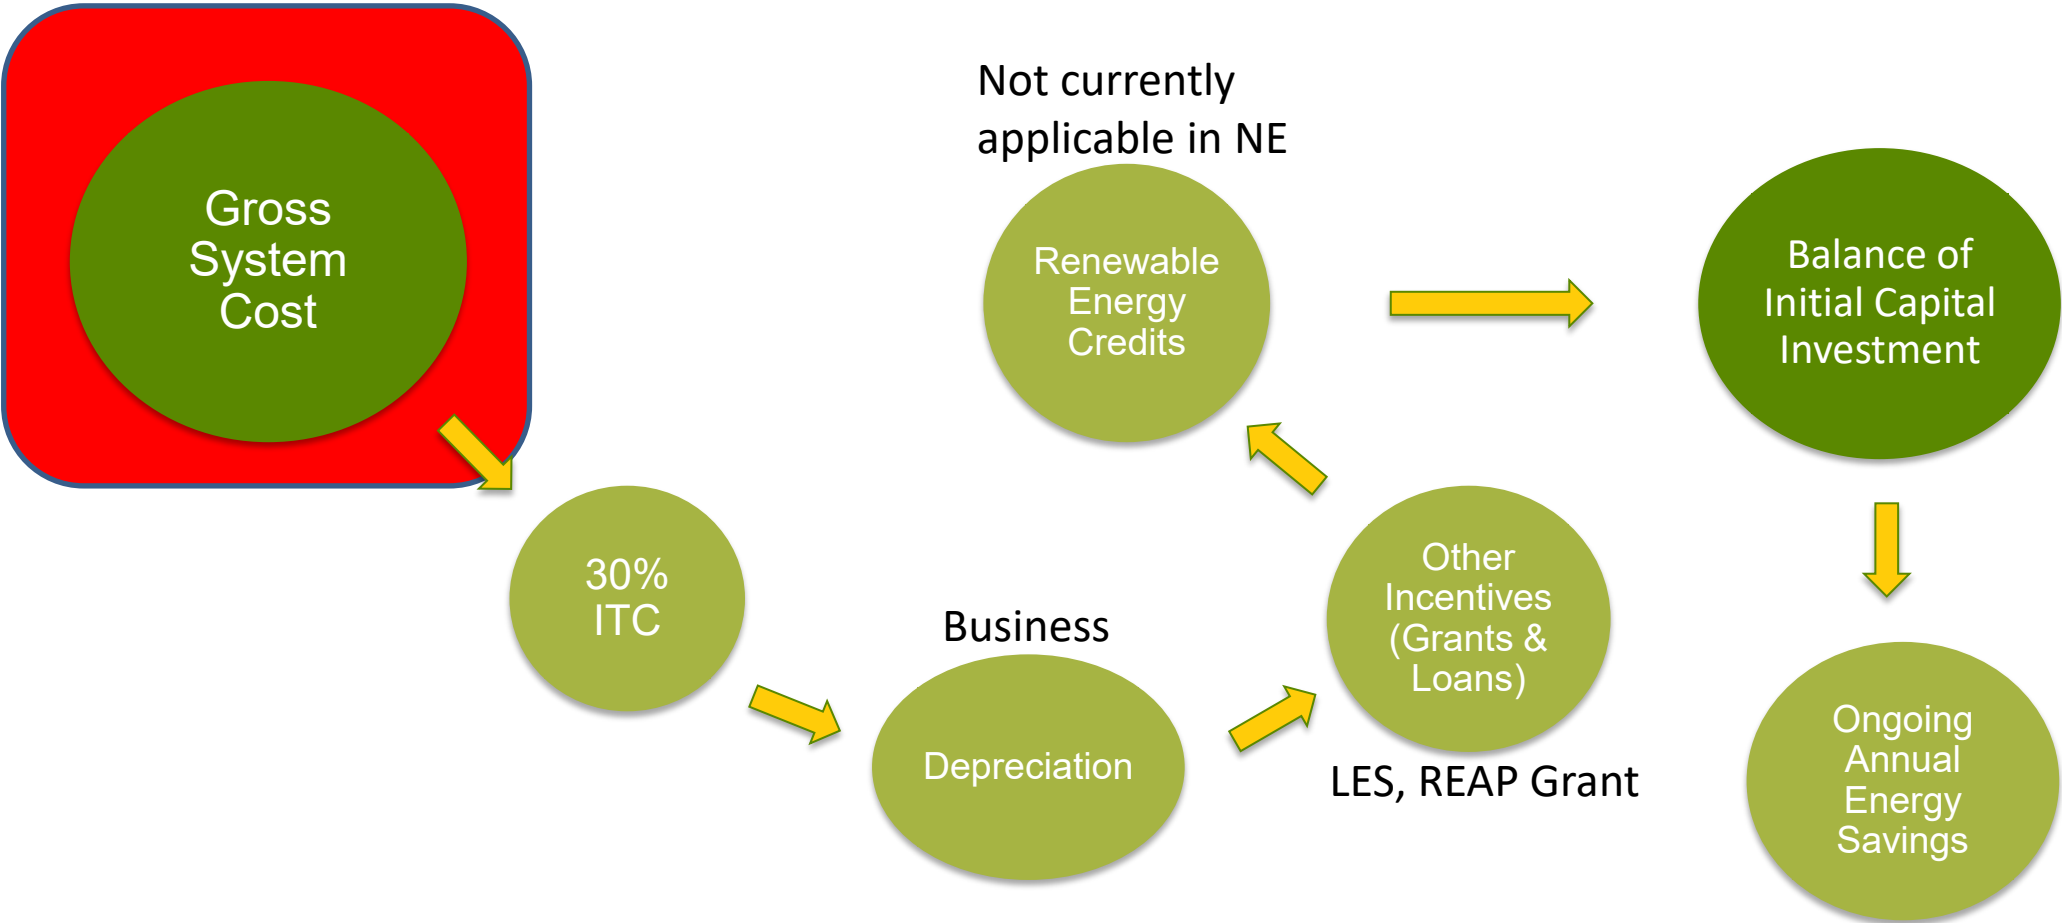 Gross
System
Cost
30%
ITC
Business
Depreciation
Other
Incentives
(Grants &
Loans)
LES, REAP Grant
Not currently
applicable in NE
Renewable
Energy
Credits
Balance of
Initial Capital
Investment
Ongoing
Annual
Energy
Savings